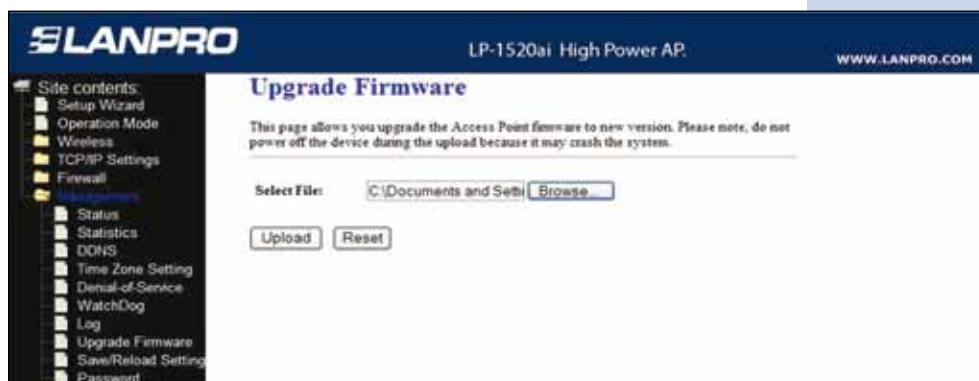 LANPRO
LP-1520ai High Power AP.
WWW.LANPRO.COM
Site contents:
Setup Wizard
Operation Mode
Wireless
TCP/IP Settings
Firewall
Management
Status
Statistics
DDNS
Time Zone Setting
Denial-of-Service
WatchDog
Log
Upgrade Firmware
Save/Reload Setting
Password
Upgrade Firmware
This page allows you upgrade the Access Point firmware to new version. Please note, do not
power off the device during the upload because it may crash the system.
Select File:
C:\Documents and Setti
Browse...
Upload
Reset